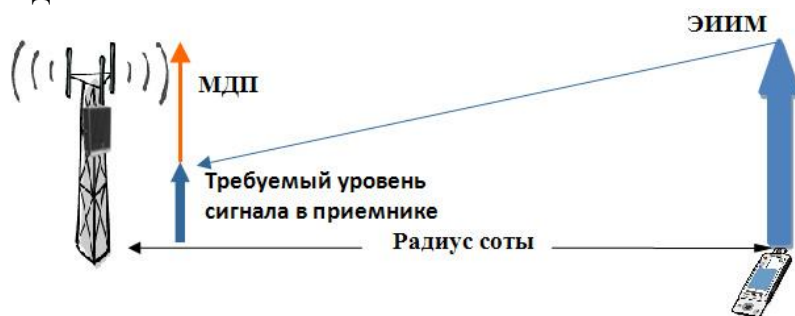 ЭИИМ
МДП
Требуемый уровень
сигнала в приемнике
Радиус соты